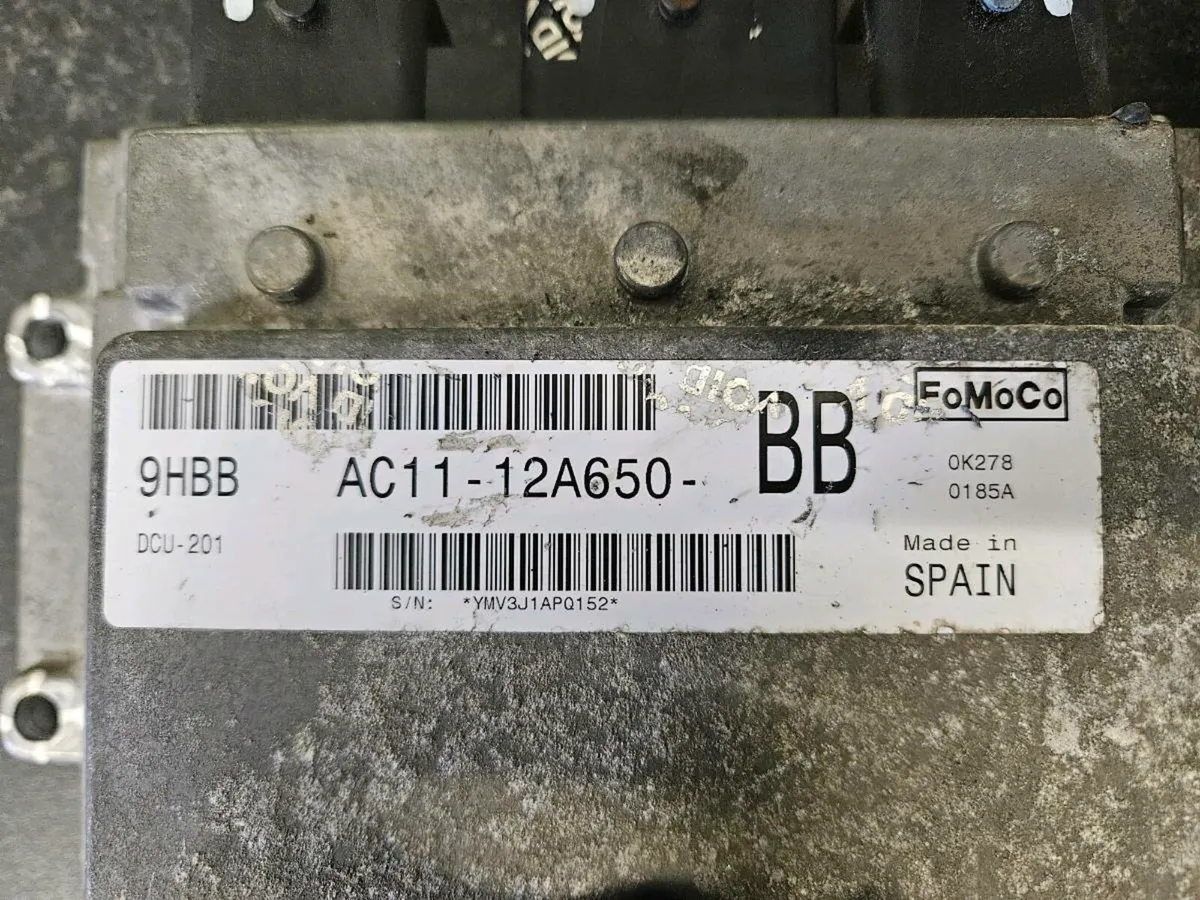 FoMoCo
9HBB AC11-12A650- BB
0K278
0185A
DCU-201
Made in
SPAIN
S/N: *YMV3J1APQ152*